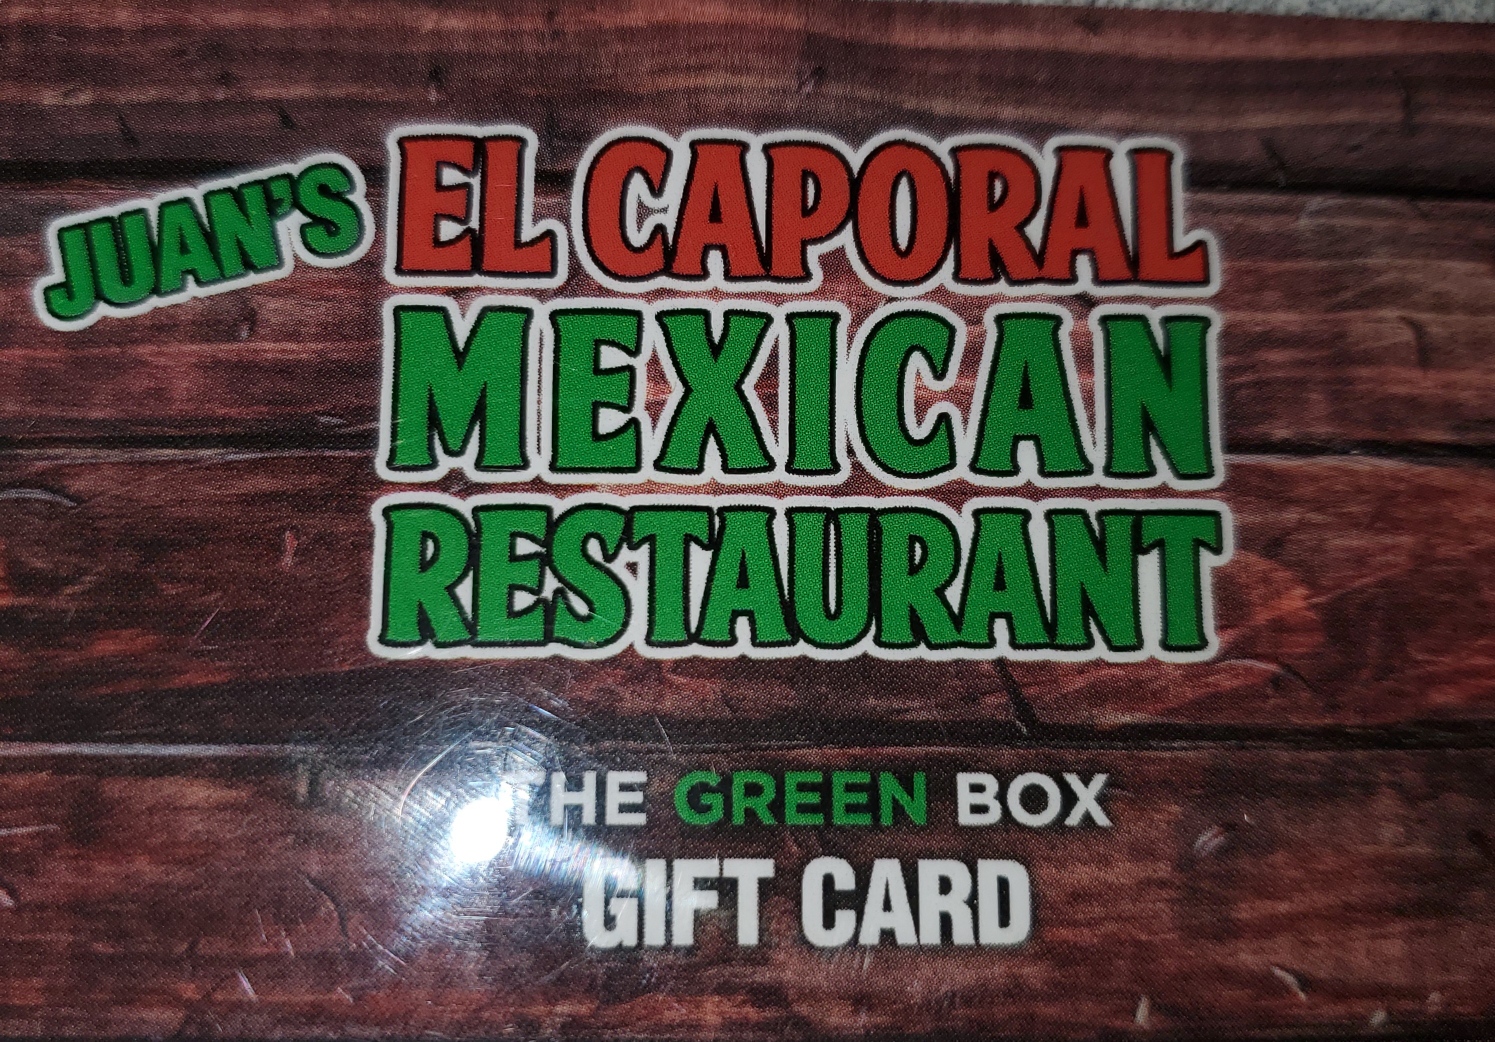 JUAN'S EL CAPORAL
MEXICAN
RESTAURANT
THE GREEN BOX
GIFT CARD